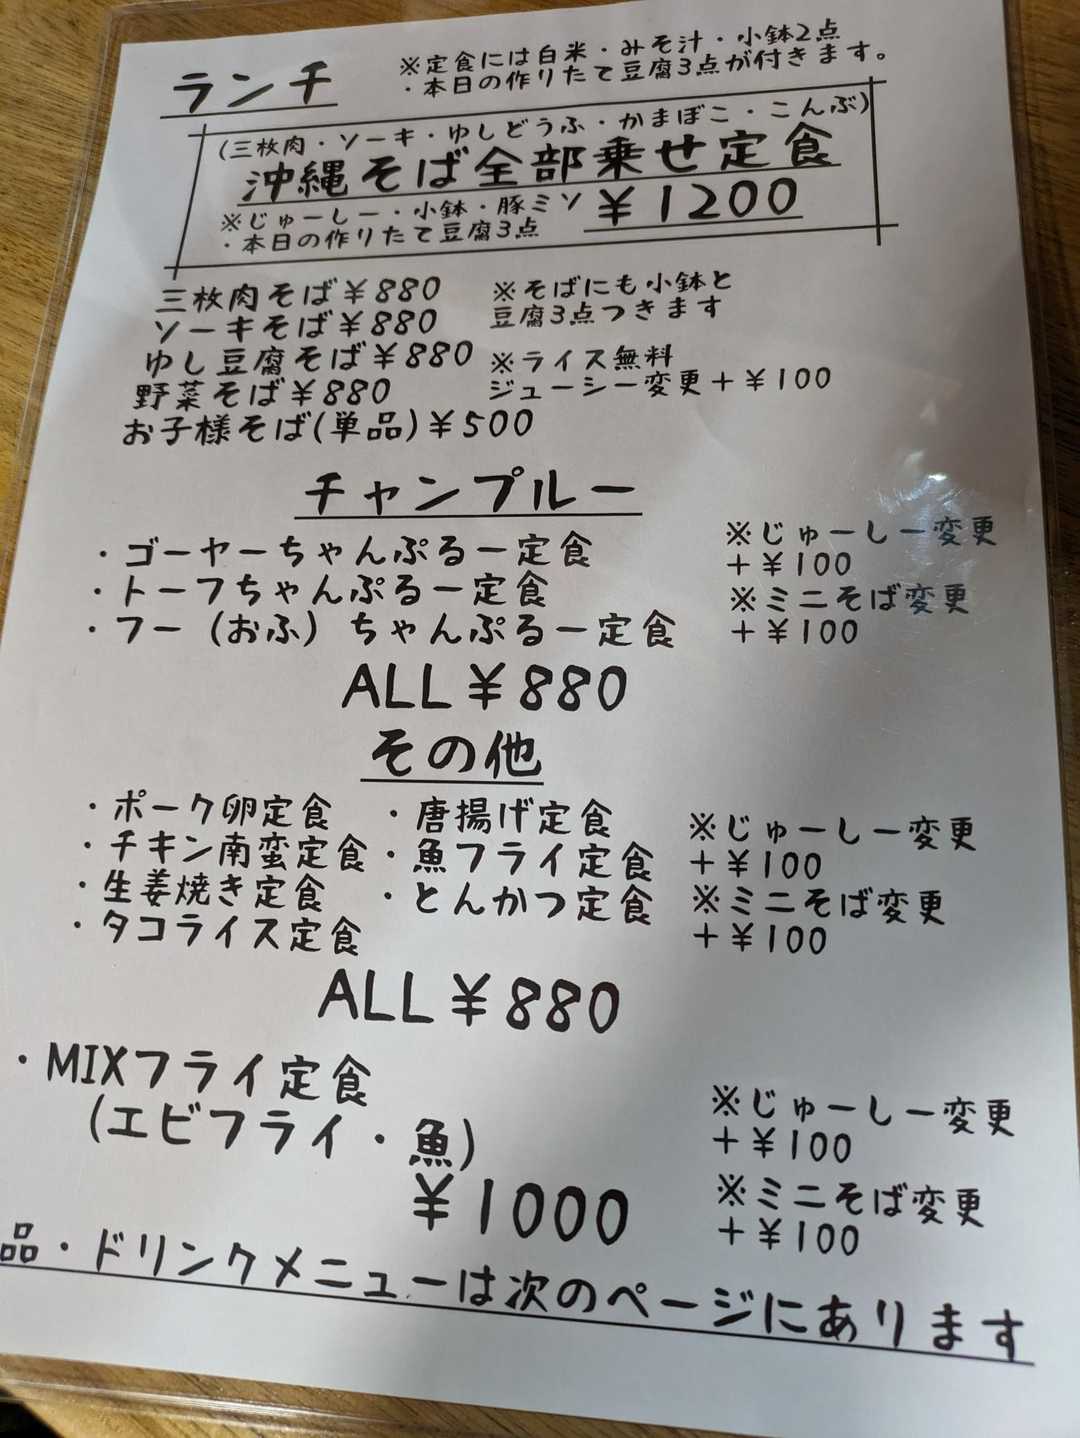 ランチ
※定食には白米・みそ汁・小鉢2点
・本日の作りたて豆腐3点が付きます。
(三枚肉・ソーキ・ゆしどうふ・かまぼこ・こんぶ)
沖縄そば全部乗せ定食
※じゅーしー・小鉢・豚ミソ
・本日の作りたて豆腐3点
¥1200
三枚肉そば¥880
ソーキそば¥880
ゆし豆腐そば¥880
野菜そば¥880
お子様そば(単品)¥500
※そばにも小鉢と
豆腐3点つきます
※ライス無料
ジューシー変更+¥100
チャンプルー
・ゴーヤーちゃんぷるー定食
・トーフちゃんぷるー定食
・フー(おふ)ちゃんぷるー定食
※じゅーしー変更
+¥100
※ミニそば変更
+¥100
ALL¥880
その他
・ポーク卵定食
・チキン南蛮定食
・生姜焼き定食
・タコライス定食
・唐揚げ定食
・魚フライ定食
・とんかつ定食
※じゅーしー変更
+¥100
※ミニそば変更
+¥100
ALL¥880
・MIXフライ定食
(エビフライ・魚)
¥1000
※じゅーしー変更
+¥100
※ミニそば変更
+¥100
品・ドリンクメニューは次のページにあります